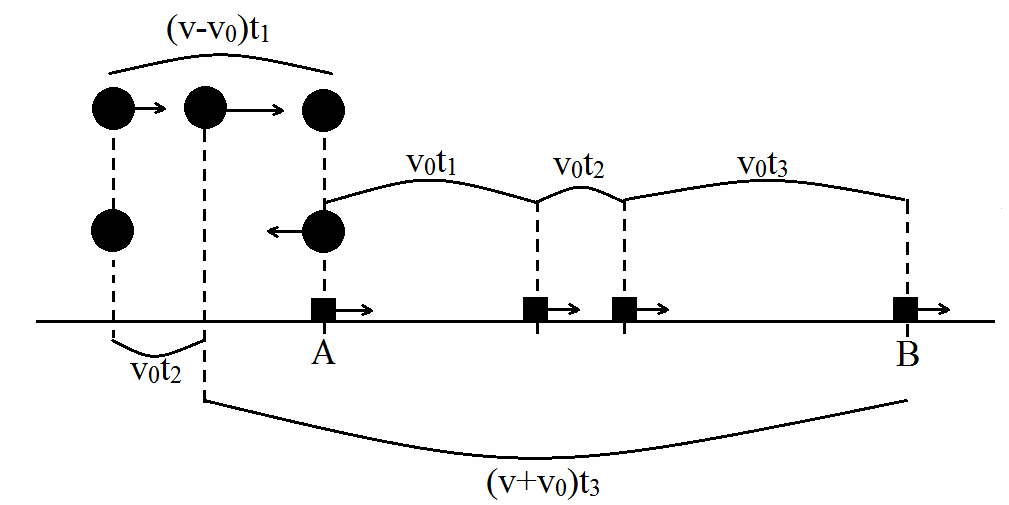 (v-v₀)t₁
v₀t₁
v₀t₂
v₀t₃
A
B
v₀t₂
(v+v₀)t₃